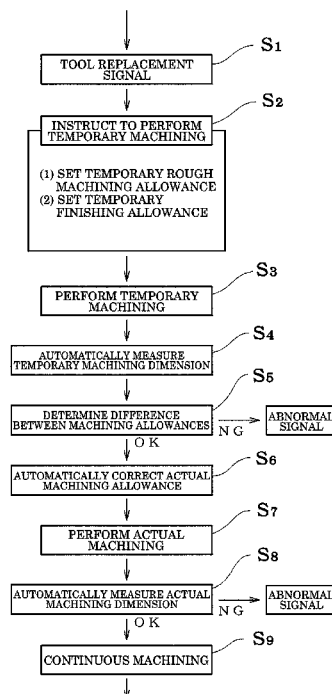 S1
TOOL REPLACEMENT
SIGNAL
S2
INSTRUCT TO PERFORM
TEMPORARY MACHINING
(1) SET TEMPORARY ROUGH
MACHINING ALLOWANCE
(2) SET TEMPORARY
FINISHING ALLOWANCE
S3
PERFORM TEMPORARY
MACHINING
S4
AUTOMATICALLY MEASURE
TEMPORARY MACHINING DIMENSION
S5
DETERMINE DIFFERENCE
BETWEEN MACHINING ALLOWANCES
NG
ABNORMAL
SIGNAL
OK
S6
AUTOMATICALLY CORRECT ACTUAL
MACHINING ALLOWANCE
S7
PERFORM ACTUAL
MACHINING
S8
AUTOMATICALLY MEASURE ACTUAL
MACHINING DIMENSION
NG
ABNORMAL
SIGNAL
OK
S9
CONTINUOUS MACHINING